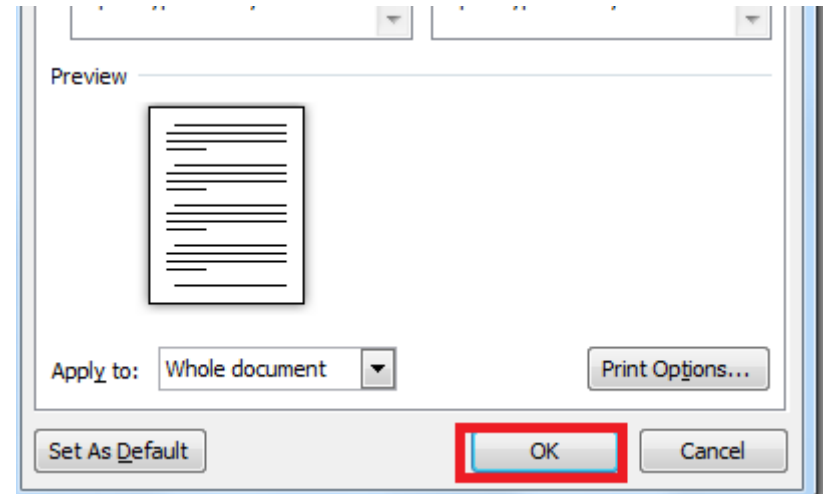 Preview
Apply to: Whole document Print Options...
Set As Default OK Cancel